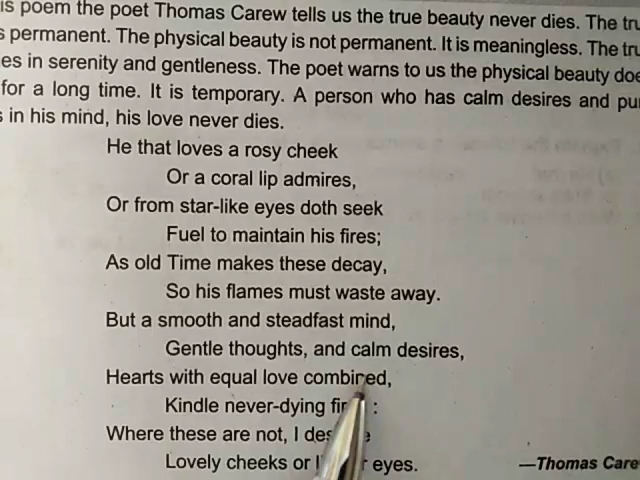 is poem the poet Thomas Carew tells us the true beauty never dies. The tru
s permanent. The physical beauty is not permanent. It is meaningless. The tru
es in serenity and gentleness. The poet warns to us the physical beauty doe
for a long time. It is temporary. A person who has calm desires and pu
s in his mind, his love never dies.
He that loves a rosy cheek
Or a coral lip admires,
Or from star-like eyes doth seek
Fuel to maintain his fires;
As old Time makes these decay,
So his flames must waste away.
But a smooth and steadfast mind,
Gentle thoughts, and calm desires,
Hearts with equal love combined,
Kindle never-dying fir :
Where these are not, I des e
Lovely cheeks or l r eyes.
—Thomas Care